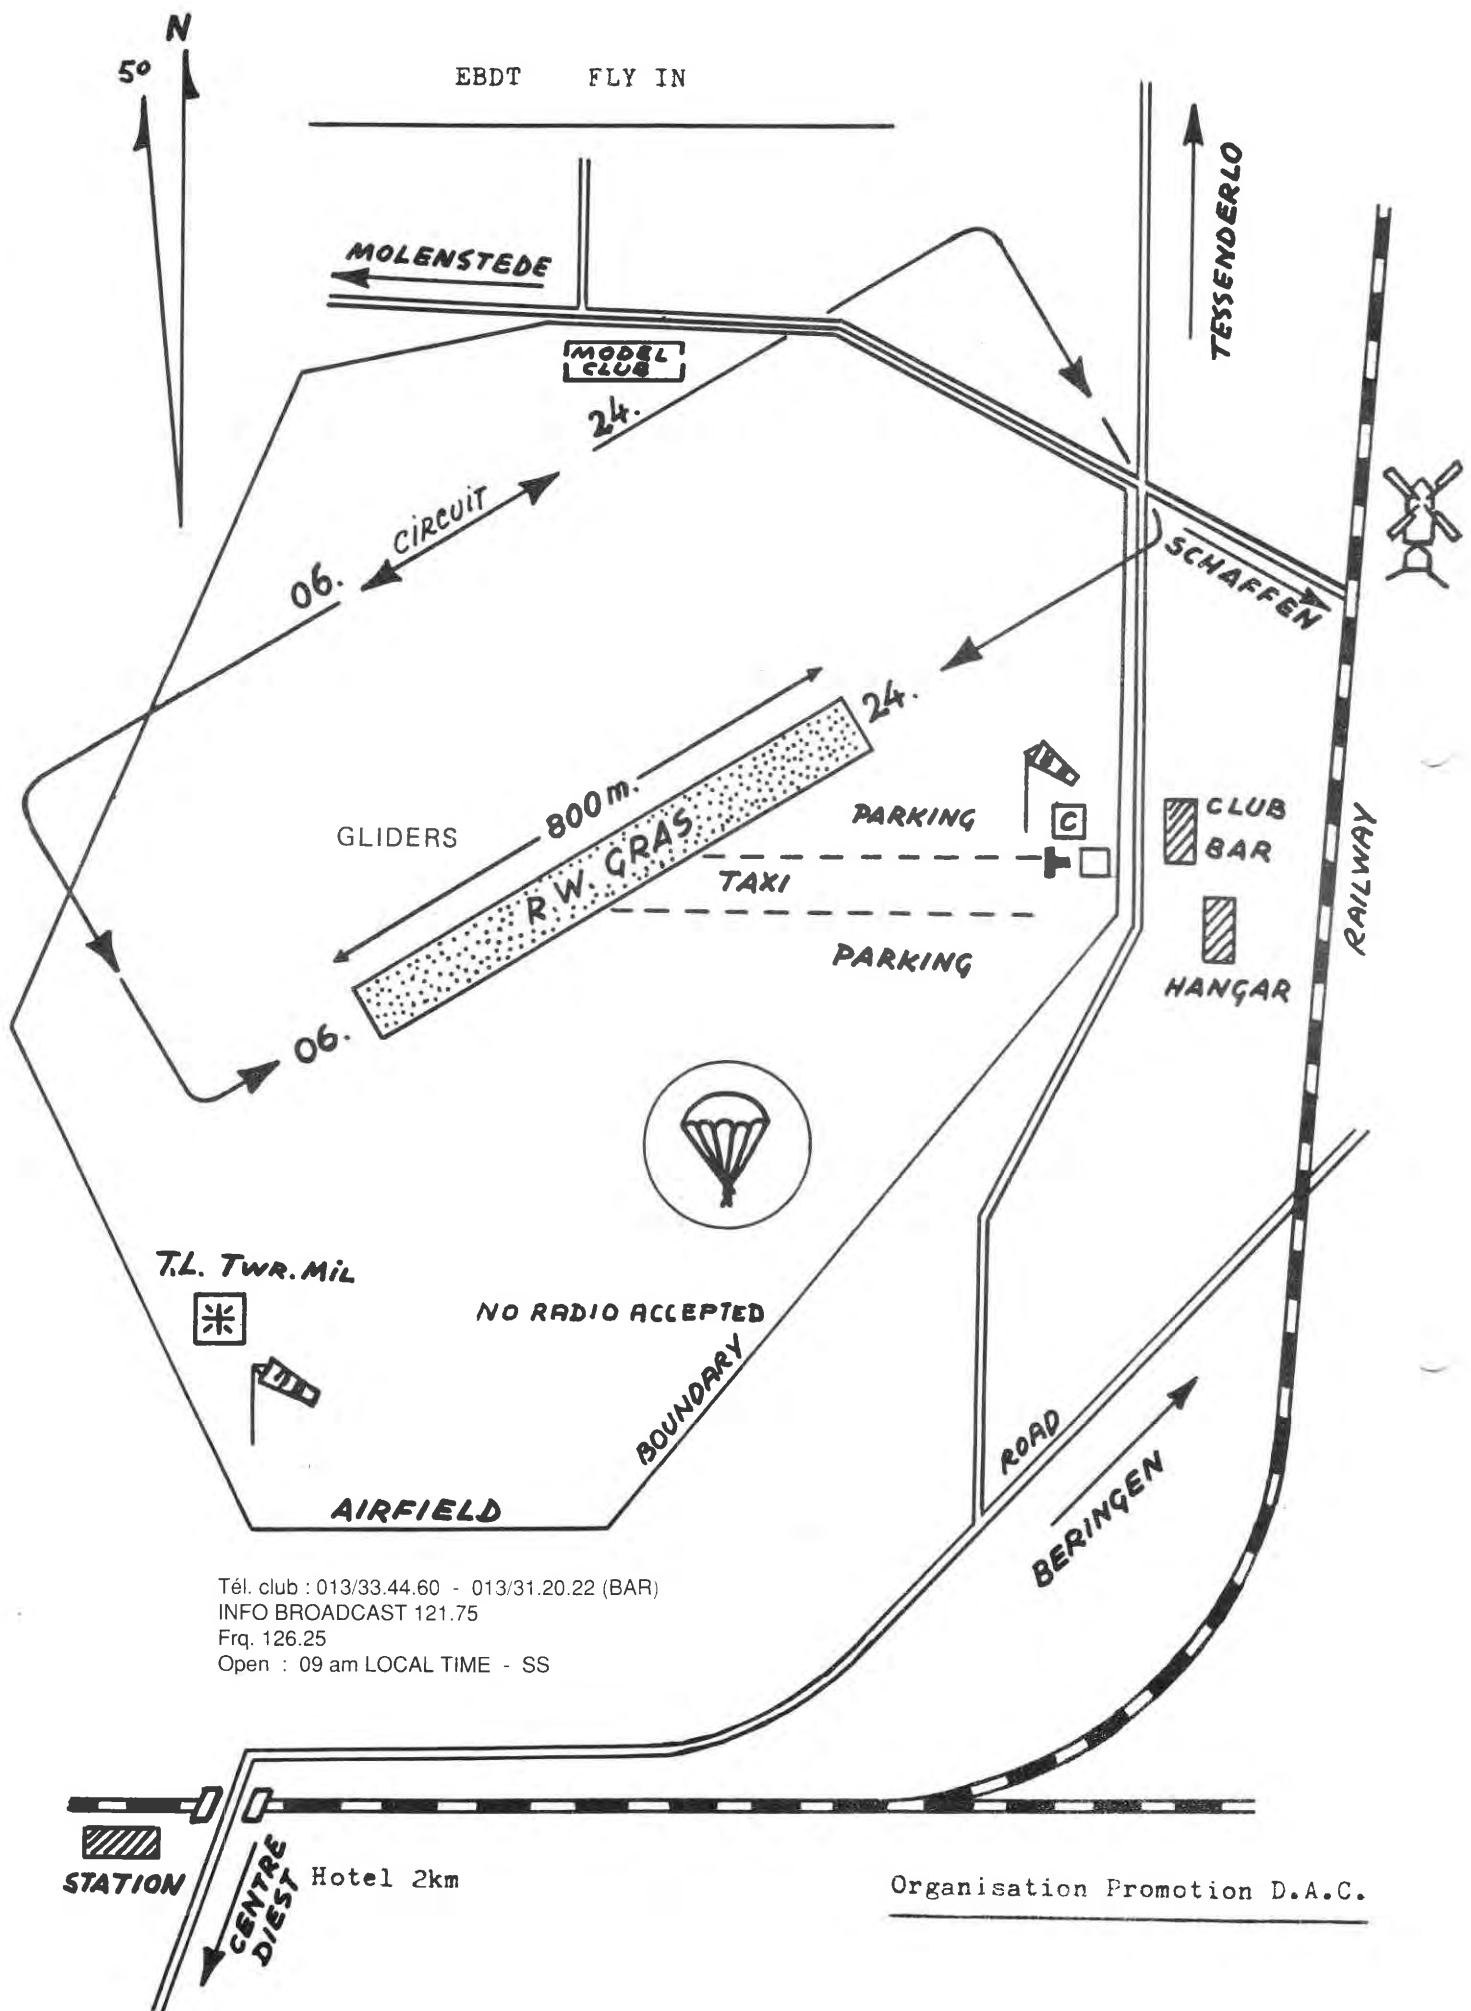 N
5°
EBDT FLY IN
MOLENSTEDE
TESSENDERLO
MODEL
CLUB
24.
CIRCUIT
06.
SCHAFFEN
24.
800 m.
GLIDERS
R.W. GRAS
PARKING
C
CLUB
BAR
TAXI
PARKING
HANGAR
RAILWAY
06.
T.L. TWR. MIL
NO RADIO ACCEPTED
BOUNDARY
ROAD
BERINGEN
AIRFIELD
Tél. club : 013/33.44.60 - 013/31.20.22 (BAR)
INFO BROADCAST 121.75
Frq. 126.25
Open : 09 am LOCAL TIME - SS
STATION
CENTRE
DIEST
Hotel 2km
Organisation Promotion D.A.C.